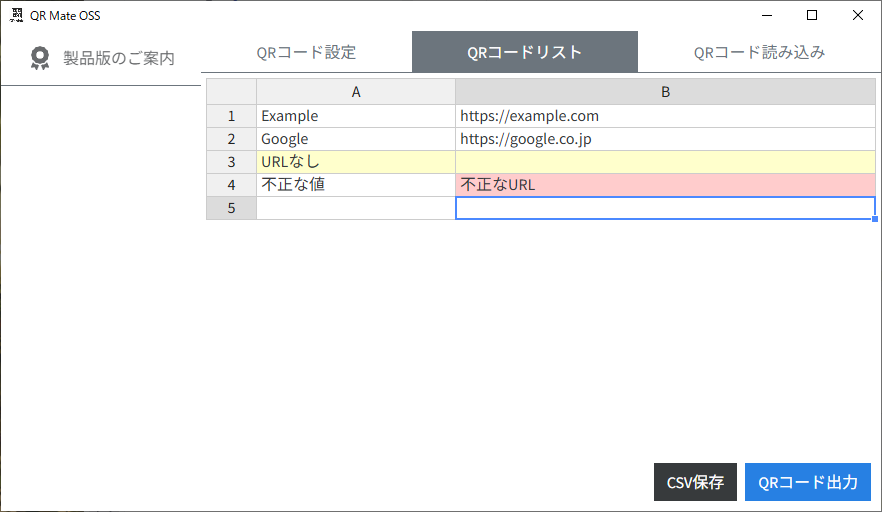 QR Mate OSS
製品版のご案内
QRコード設定
QRコードリスト
QRコード読み込み
A B
1 Example https://example.com
2 Google https://google.co.jp
3 URLなし
4 不正な値 不正なURL
5
CSV保存
QRコード出力